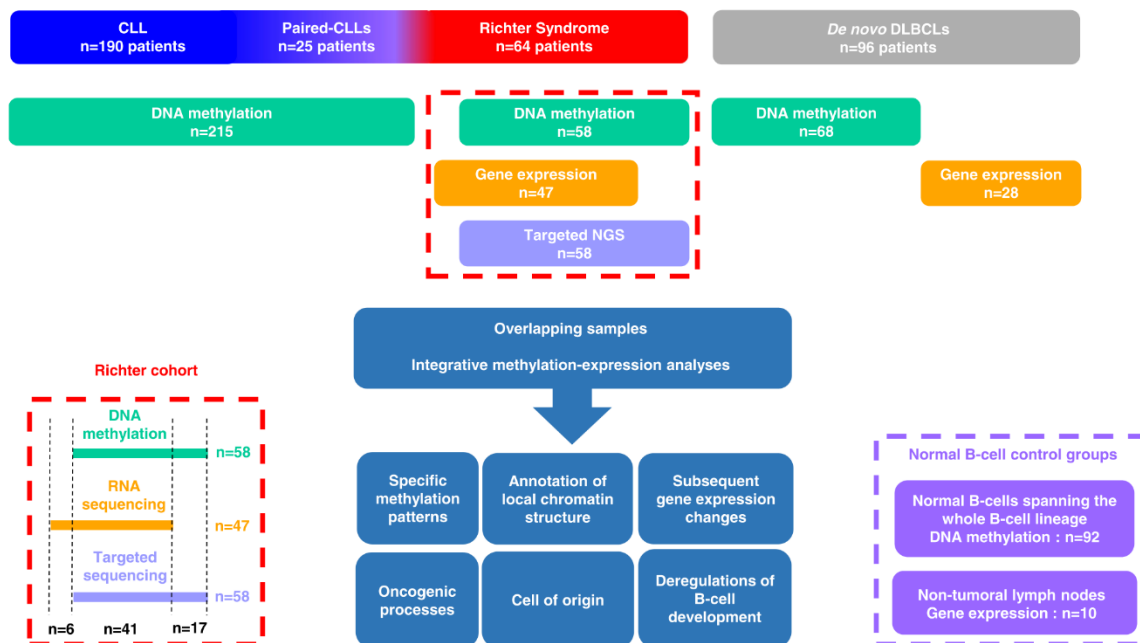 CLL
n=190 patients
Paired-CLLs
n=25 patients
Richter Syndrome
n=64 patients
De novo DLBCLs
n=96 patients
DNA methylation
n=215
DNA methylation
n=58
DNA methylation
n=68
Gene expression
n=47
Gene expression
n=28
Targeted NGS
n=58
Overlapping samples
Integrative methylation-expression analyses
Richter cohort
DNA
methylation
n=58
RNA
sequencing
n=47
Targeted
sequencing
n=58
n=6 n=41 n=17
Specific
methylation
patterns
Annotation of
local chromatin
structure
Subsequent
gene expression
changes
Oncogenic
processes
Cell of origin
Deregulations of
B-cell
development
Normal B-cell control groups
Normal B-cells spanning the
whole B-cell lineage
DNA methylation : n=92
Non-tumoral lymph nodes
Gene expression : n=10